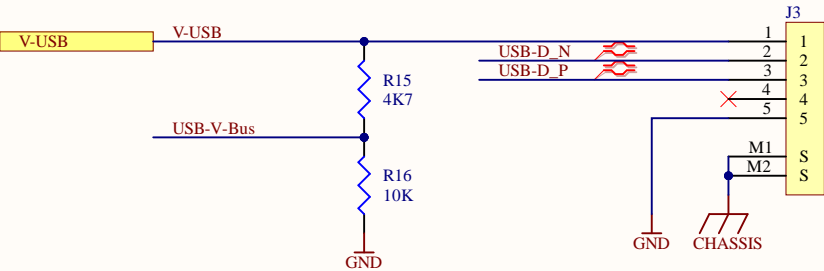 J3
V-USB
V-USB
1
1
USB-D_N
2
2
USB-D_P
3
3
R15
4K7
4
4
5
5
USB-V-Bus
M1
S
M2
S
R16
10K
GND
CHASSIS
GND